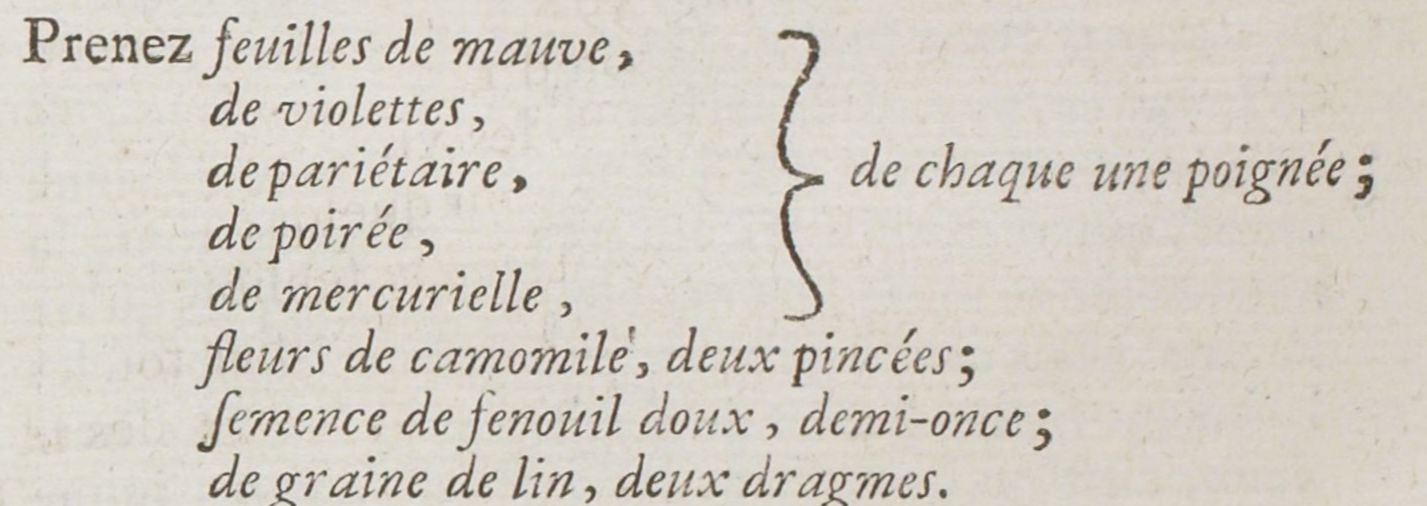 Prenez feuilles de mauve,
de violettes,
de pariétaire,
de poirée,
de mercurielle,
de chaque une poignée;
fleurs de camomile, deux pincées;
ſemence de fenouil doux, demi-once;
de graine de lin, deux dragmes.